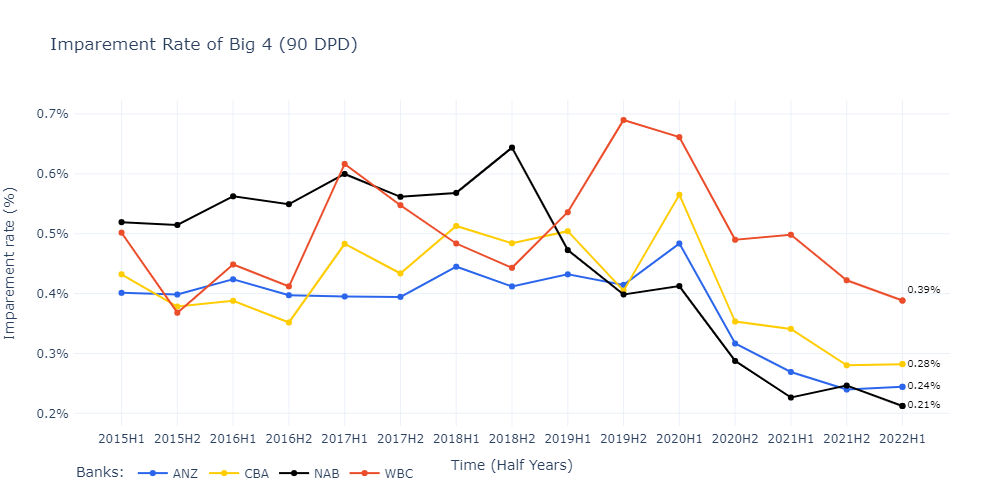 Imparement Rate of Big 4 (90 DPD)
Imparement rate (%)
0.7%
0.6%
0.5%
0.4%
0.3%
0.2%
0.39%
0.28%
0.24%
0.21%
2015H1 2015H2 2016H1 2016H2 2017H1 2017H2 2018H1 2018H2 2019H1 2019H2 2020H1 2020H2 2021H1 2021H2 2022H1
Time (Half Years)
Banks: ANZ CBA NAB WBC